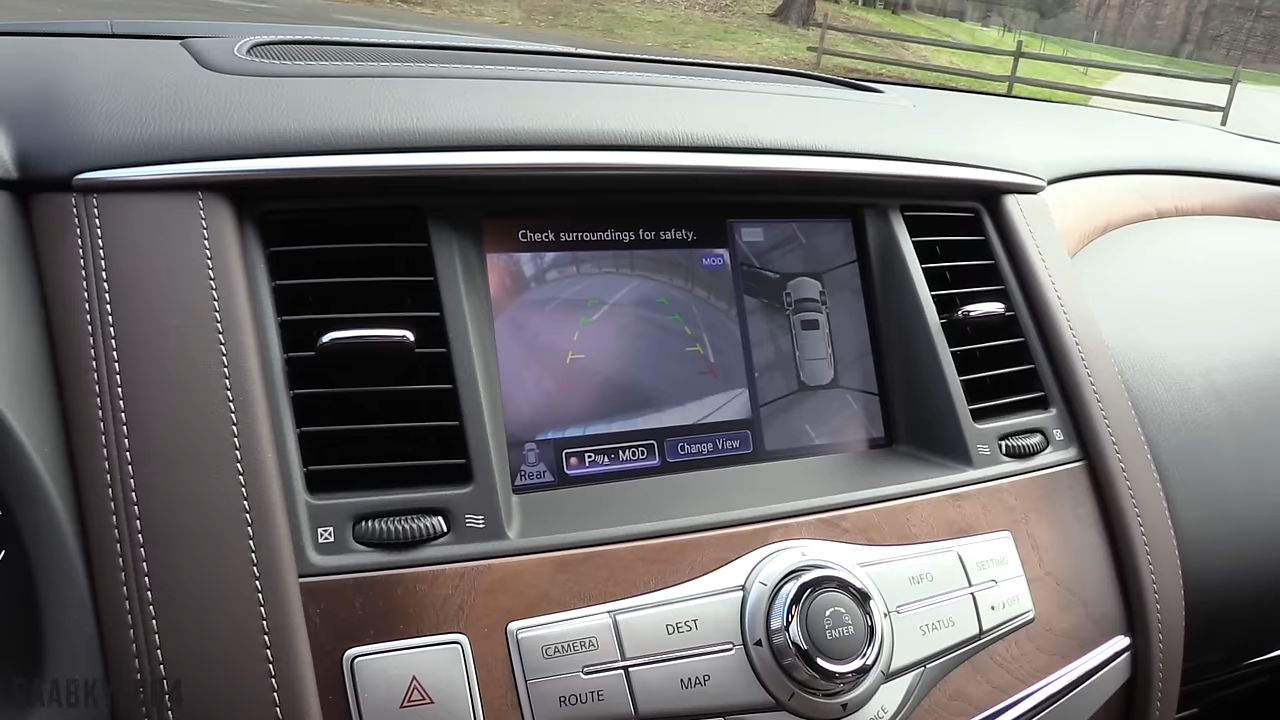 Check surroundings for safety.
MOD
Rear
P · MOD
Change View
CAMERA
DEST
ROUTE
MAP
ENTER
INFO
SETTING
STATUS
OFF